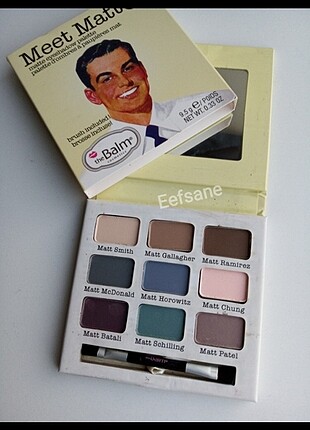 Meet Matt
matte eyeshadow palette
palette d'ombres à paupières mat
brush included!
brosse incluse!
theBalm®
9.5 g ℮ / POIDS
NET WT. 0.33 OZ.
Eefsane
Matt Smith
Matt Gallagher
Matt Ramirez
Matt McDonald
Matt Horowitz
Matt Chung
Matt Batali
Matt Schilling
Matt Patel